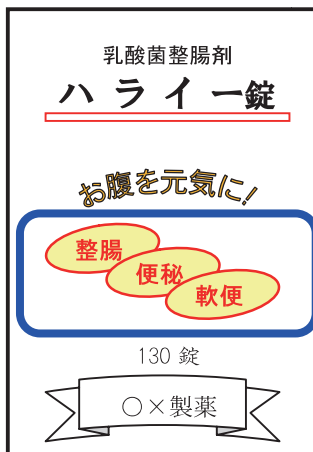 乳酸菌整腸剤
ハライー錠
お腹を元気に!
整腸
便秘
軟便
130 錠
○×製薬